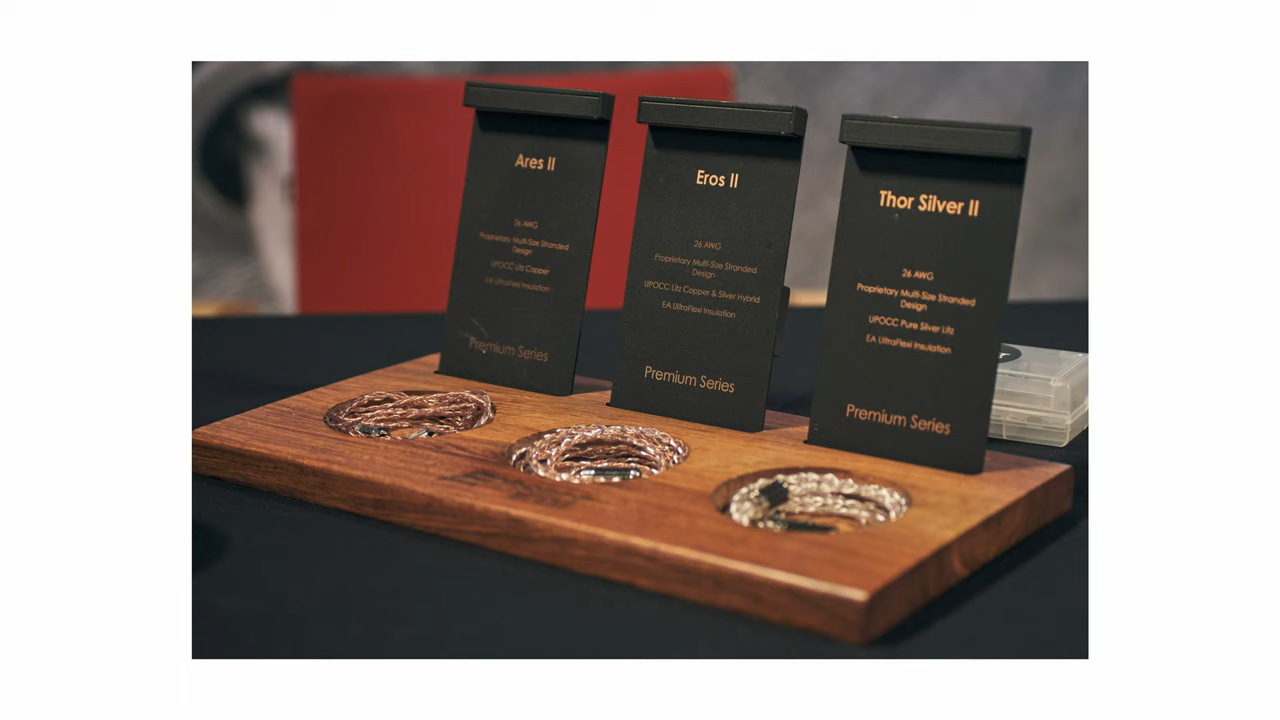 Ares II
26 AWG
Proprietary Multi-Size Stranded
Design
UPOCC Litz Copper
EA UltraFlexi Insulation
Premium Series
Eros II
26 AWG
Proprietary Multi-Size Stranded
Design
UPOCC Litz Copper & Silver Hybrid
EA UltraFlexi Insulation
Premium Series
Thor Silver II
26 AWG
Proprietary Multi-Size Stranded
Design
UPOCC Pure Silver Litz
EA UltraFlexi Insulation
Premium Series